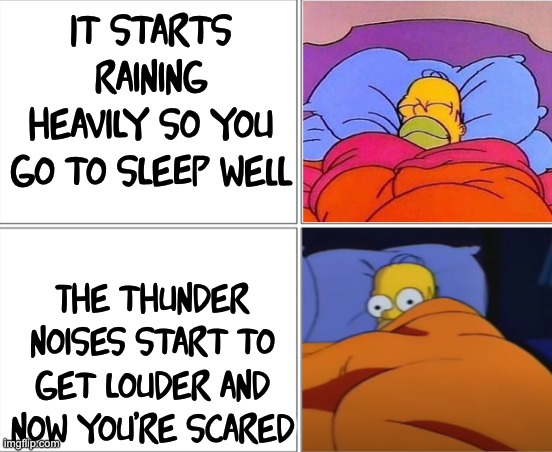 IT STARTS
RAINING
HEAVILY SO YOU
GO TO SLEEP WELL
THE THUNDER
NOISES START TO
GET LOUDER AND
NOW YOU'RE SCARED
imgflip.com